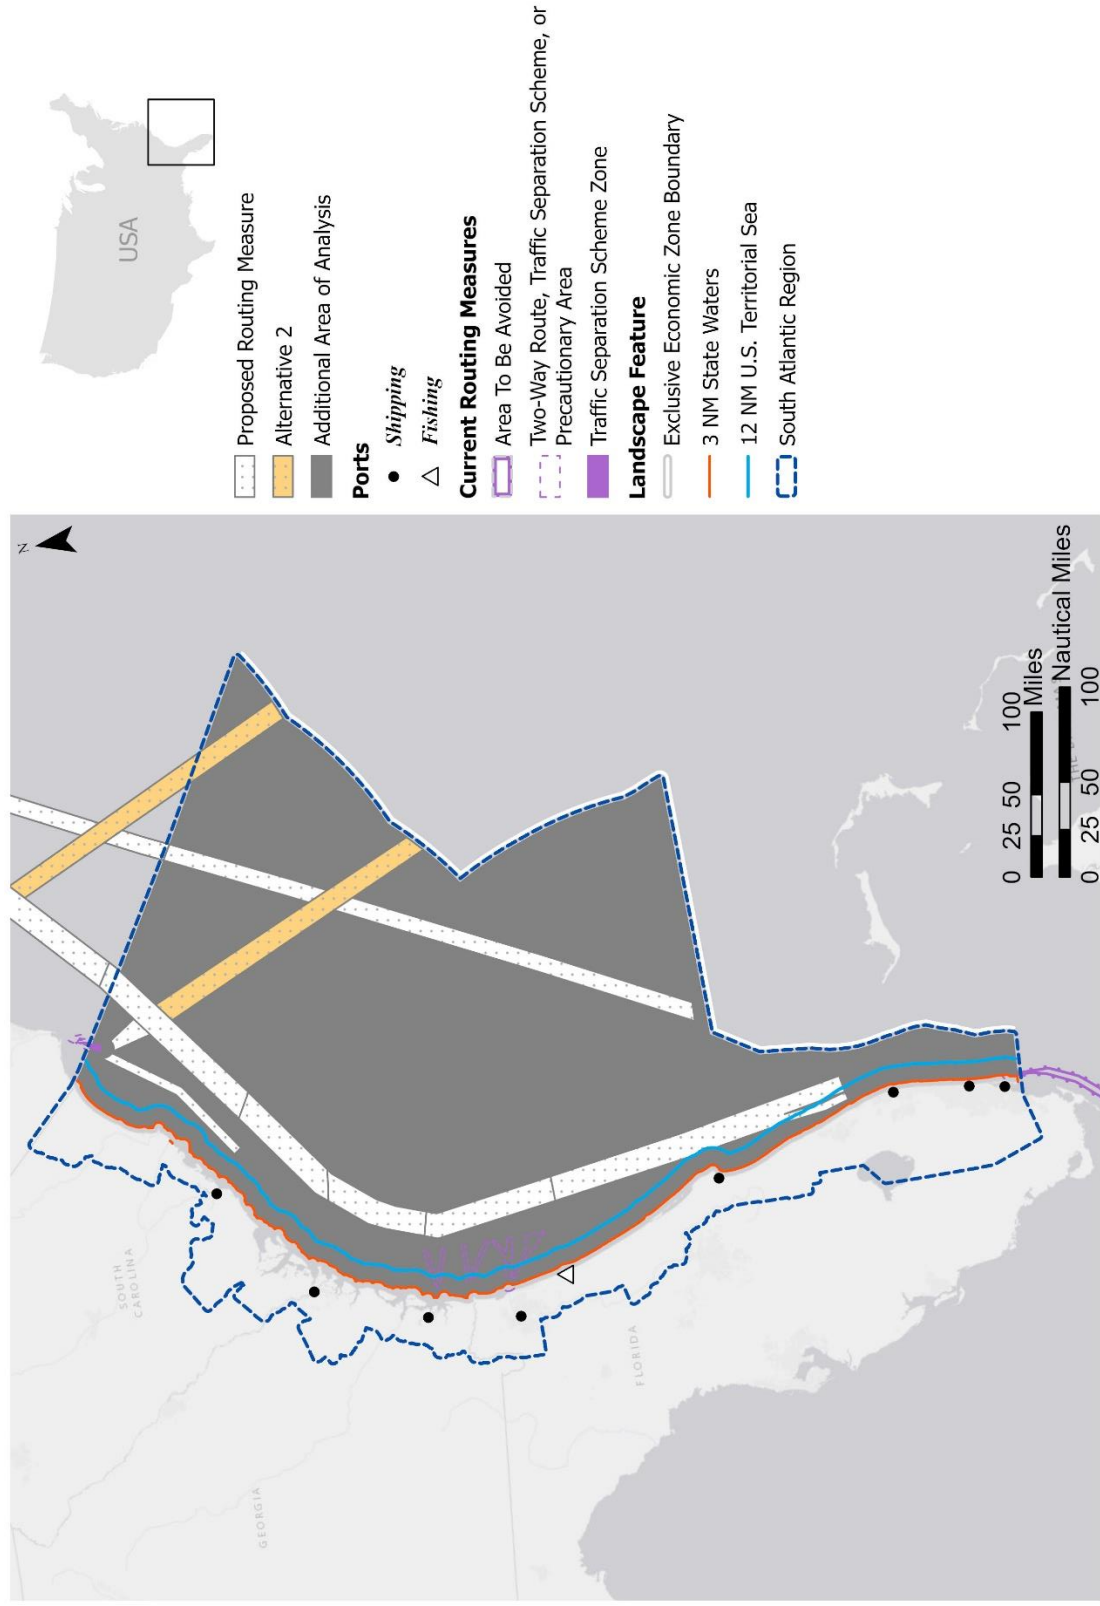 N
SOUTH
CAROLINA
GEORGIA
FLORIDA
0 25 50 100
Miles
Nautical Miles
0 25 50 100
USA
Proposed Routing Measure
Alternative 2
Additional Area of Analysis
Ports
Shipping
Fishing
Current Routing Measures
Area To Be Avoided
Two-Way Route, Traffic Separation Scheme, or
Precautionary Area
Traffic Separation Scheme Zone
Landscape Feature
Exclusive Economic Zone Boundary
3 NM State Waters
12 NM U.S. Territorial Sea
South Atlantic Region